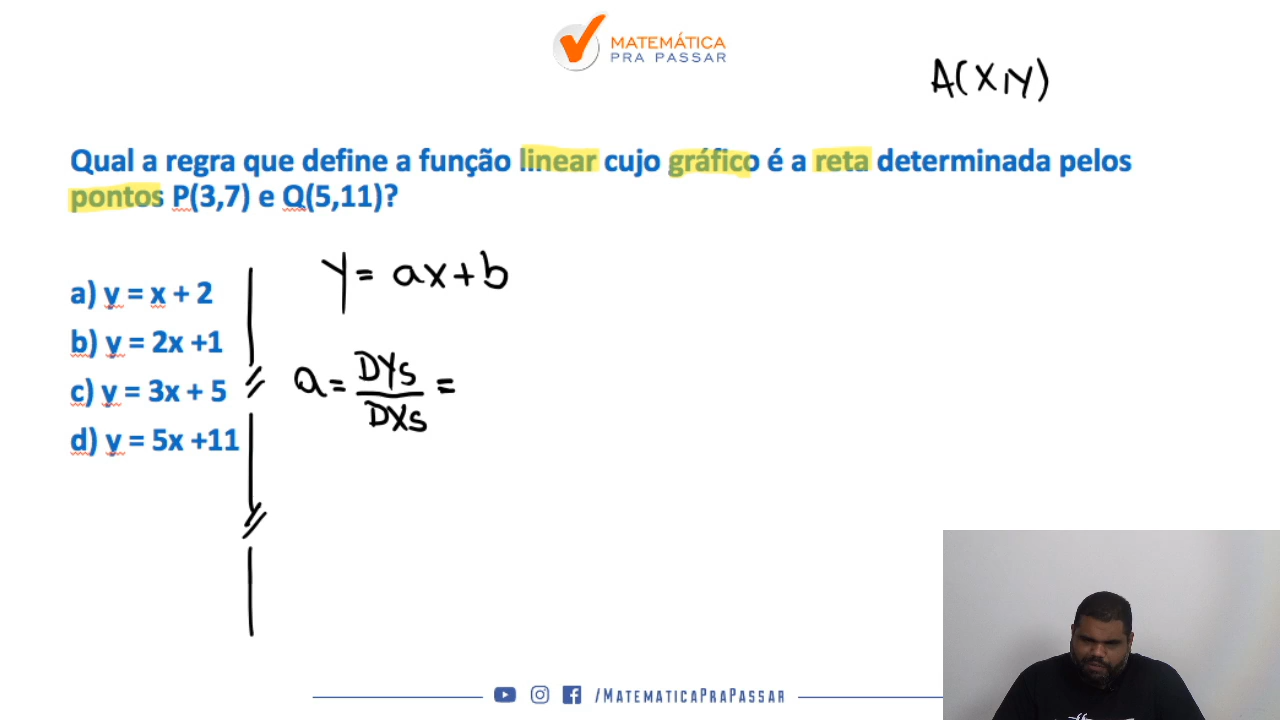 MATEMÁTICA
PRA PASSAR
A(X,Y)
Qual a regra que define a função linear cujo gráfico é a reta determinada pelos
pontos P(3,7) e Q(5,11)?
y = ax + b
a) y = x + 2
b) y = 2x +1
c) y = 3x + 5
d) y = 5x +11
a = DYS =
DXS
/MATEMATICAPRAPASSAR